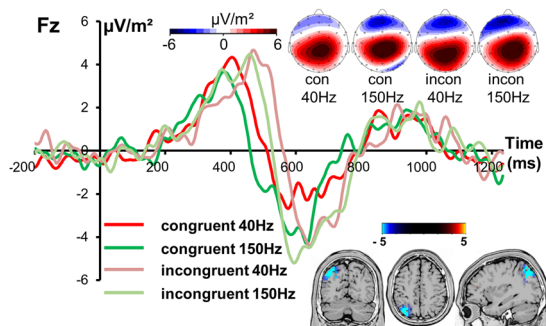 Fz
μV/m²
μV/m²
-6 0 6
con
40Hz
con
150Hz
incon
40Hz
incon
150Hz
6
4
2
0
-2
-4
-6
-200
200
400
600
800
1000
1200
Time
(ms)
congruent 40Hz
congruent 150Hz
incongruent 40Hz
incongruent 150Hz
-5 5